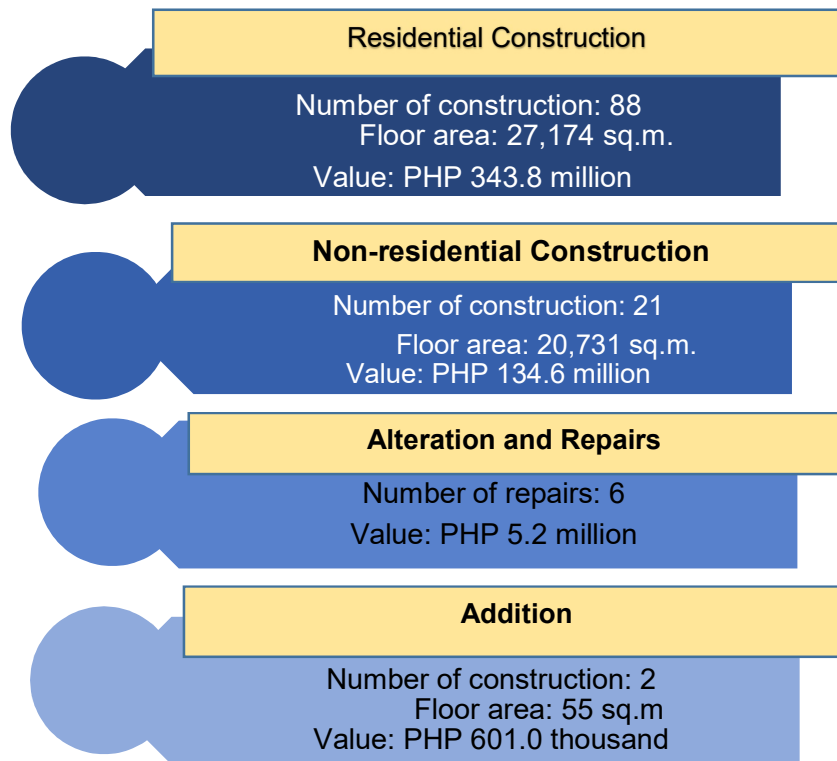 Residential Construction
Number of construction: 88
Floor area: 27,174 sq.m.
Value: PHP 343.8 million
Non-residential Construction
Number of construction: 21
Floor area: 20,731 sq.m.
Value: PHP 134.6 million
Alteration and Repairs
Number of repairs: 6
Value: PHP 5.2 million
Addition
Number of construction: 2
Floor area: 55 sq.m
Value: PHP 601.0 thousand